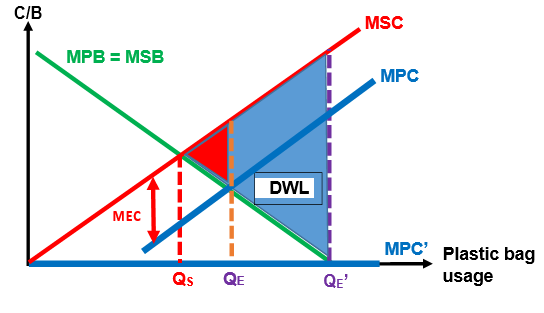 C/B
MSC
MPB = MSB
MPC
DWL
MEC
MPC’
Plastic bag
usage
QS
QE
QE’